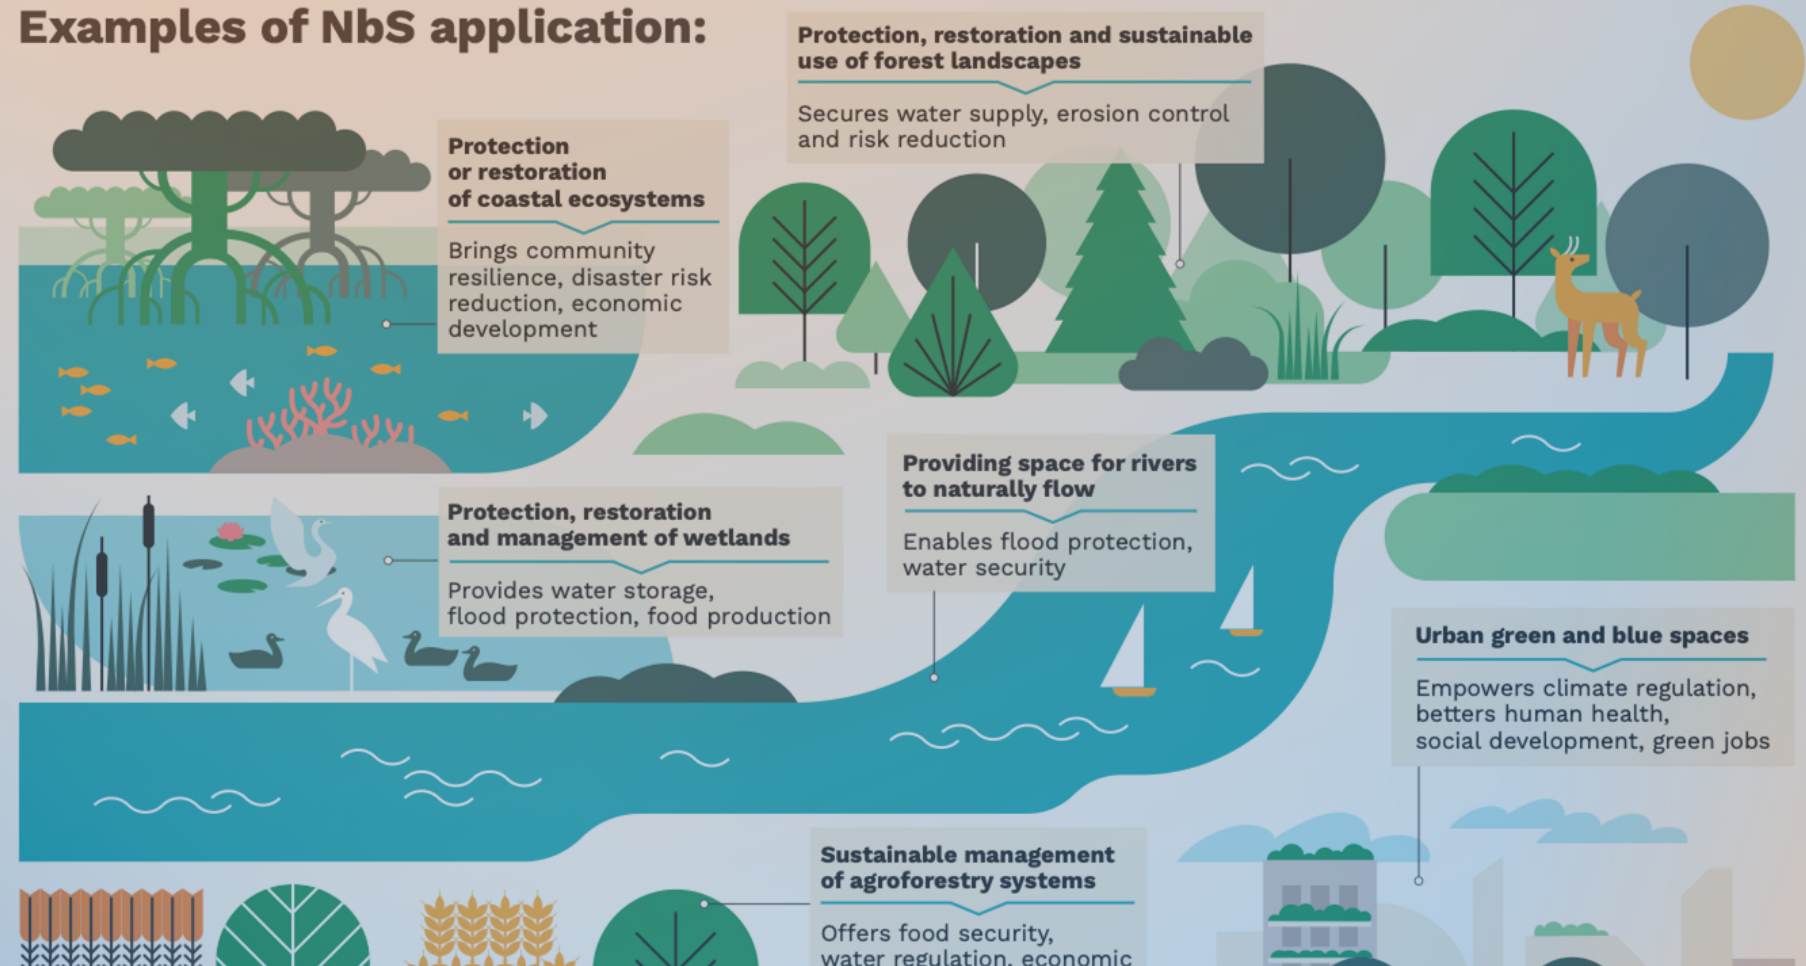 Examples of NbS application:
Protection, restoration and sustainable
use of forest landscapes
Secures water supply, erosion control
and risk reduction
Protection
or restoration
of coastal ecosystems
Brings community
resilience, disaster risk
reduction, economic
development
Providing space for rivers
to naturally flow
Enables flood protection,
water security
Protection, restoration
and management of wetlands
Provides water storage,
flood protection, food production
Urban green and blue spaces
Empowers climate regulation,
betters human health,
social development, green jobs
Sustainable management
of agroforestry systems
Offers food security,
water regulation, economic